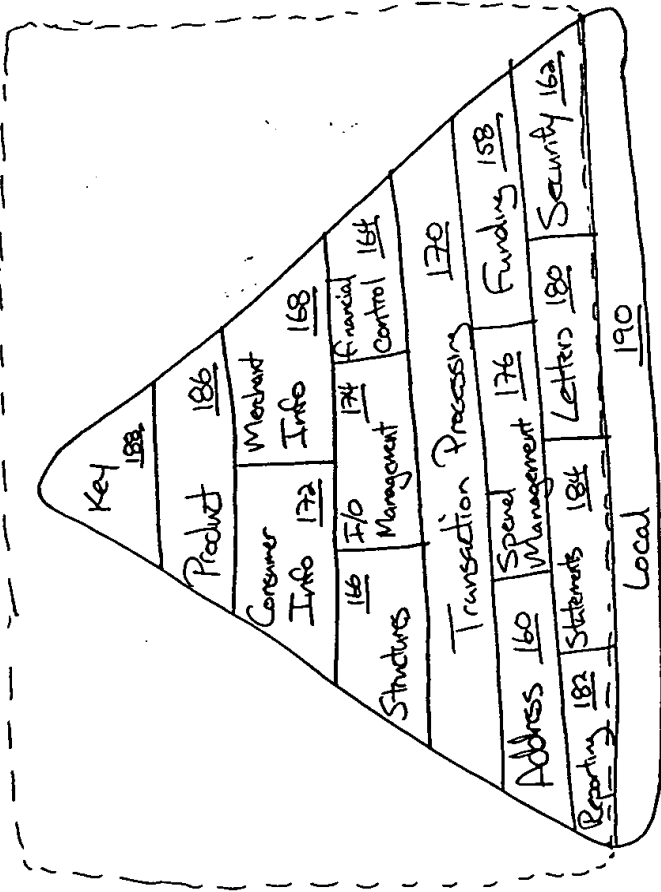 Key
188
Product 186
Consumer
Info 172
Merchant
Info 168
Structures 166
F/O 174
Management
Financial
Control 164
Transaction Processing 170
Address 160
Spend
Management 176
Funding 158
Reporting 182
Statements 184
Letters 180
Security 162
Local 190